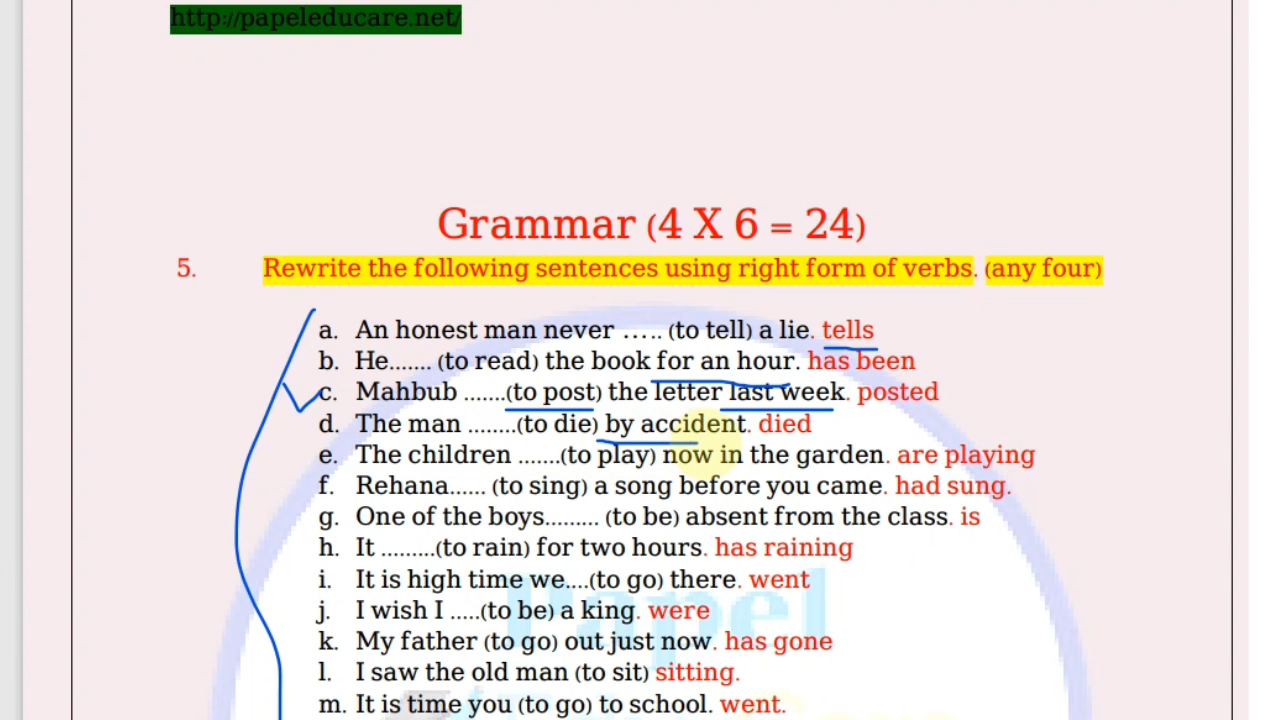 http://papeleducare.net/
Grammar (4 X 6 = 24)
5. Rewrite the following sentences using right form of verbs. (any four)
a. An honest man never ….. (to tell) a lie. tells
b. He....... (to read) the book for an hour. has been
c. Mahbub .......(to post) the letter last week. posted
d. The man ........(to die) by accident. died
e. The children .......(to play) now in the garden. are playing
f. Rehana...... (to sing) a song before you came. had sung.
g. One of the boys......... (to be) absent from the class. is
h. It .........(to rain) for two hours. has raining
i. It is high time we....(to go) there. went
j. I wish I .....(to be) a king. were
k. My father (to go) out just now. has gone
l. I saw the old man (to sit) sitting.
m. It is time you (to go) to school. went.
Papel